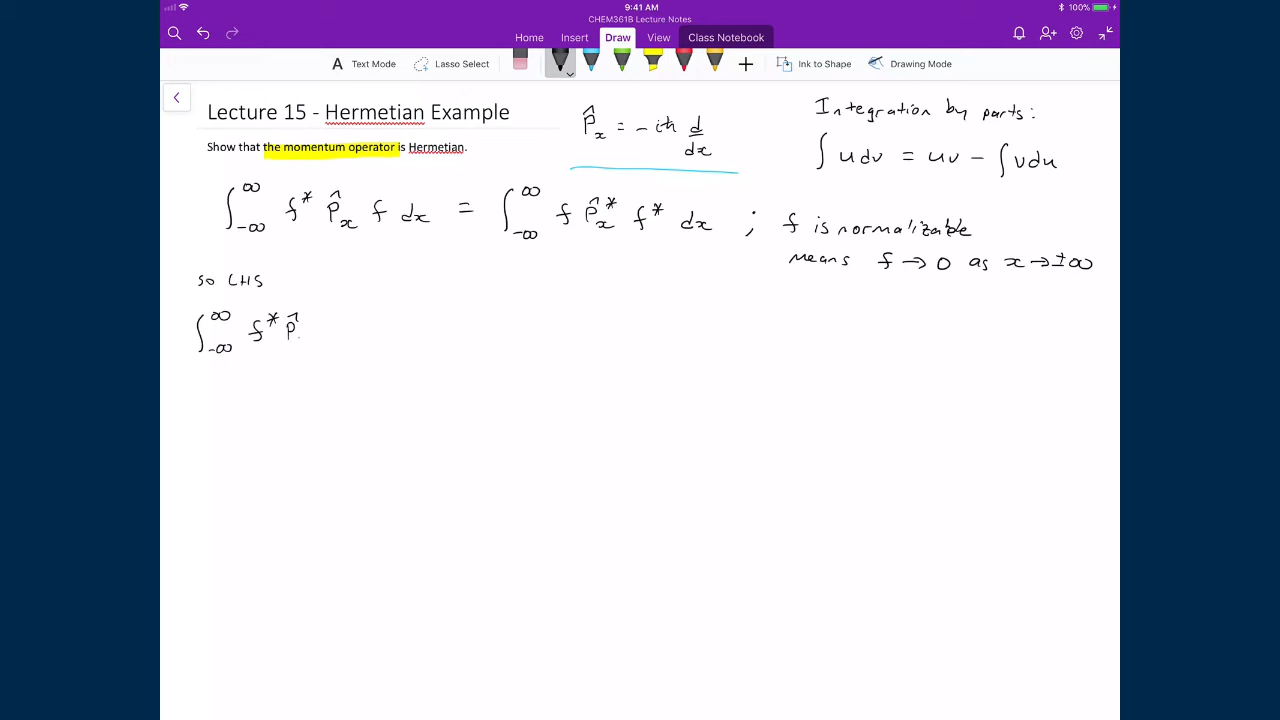 9:41 AM
100%
CHEM361B Lecture Notes
Home Insert Draw View Class Notebook
Text Mode Lasso Select Ink to Shape Drawing Mode
Lecture 15 - Hermetian Example
Show that the momentum operator is Hermetian.
P̂ₓ = -iħ d/dx
Integration by parts:
∫ u dv = uv - ∫ v du
∫_{-∞}^{∞} f* P̂ₓ f dx = ∫_{-∞}^{∞} f P̂ₓ* f* dx ; f is normalizable
means f → 0 as x → ±∞
so LHS
∫_{-∞}^{∞} f* P̂